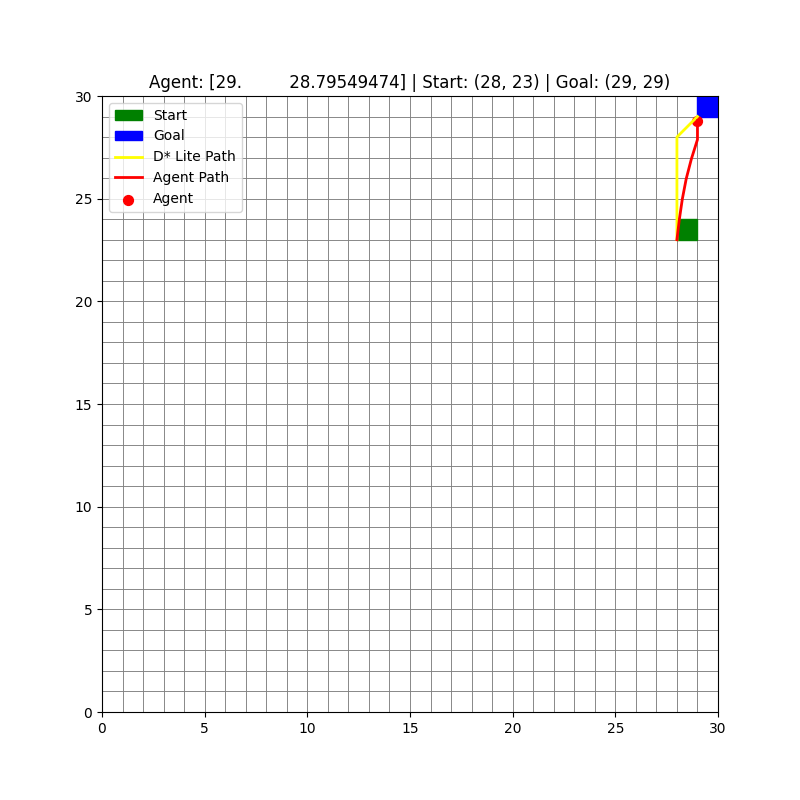 Agent: [29.         28.79549474] | Start: (28, 23) | Goal: (29, 29)
30
Start
Goal
D* Lite Path
Agent Path
Agent
25
20
15
10
5
0
0 5 10 15 20 25 30